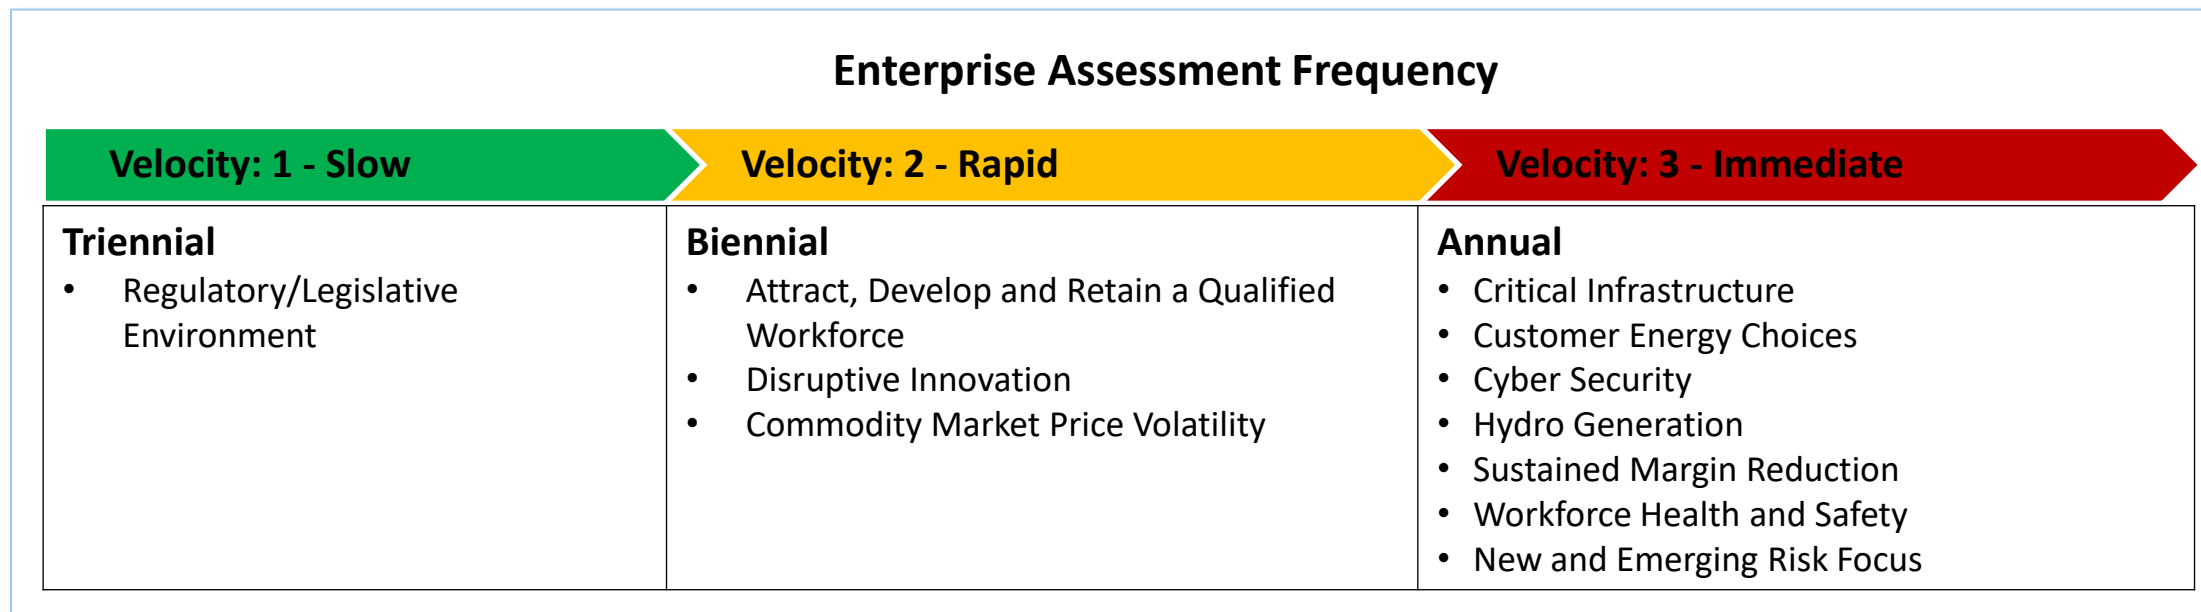 Enterprise Assessment Frequency
Velocity: 1 - Slow
Velocity: 2 - Rapid
Velocity: 3 - Immediate
Triennial
• Regulatory/Legislative
Environment
Biennial
• Attract, Develop and Retain a Qualified
Workforce
• Disruptive Innovation
• Commodity Market Price Volatility
Annual
• Critical Infrastructure
• Customer Energy Choices
• Cyber Security
• Hydro Generation
• Sustained Margin Reduction
• Workforce Health and Safety
• New and Emerging Risk Focus